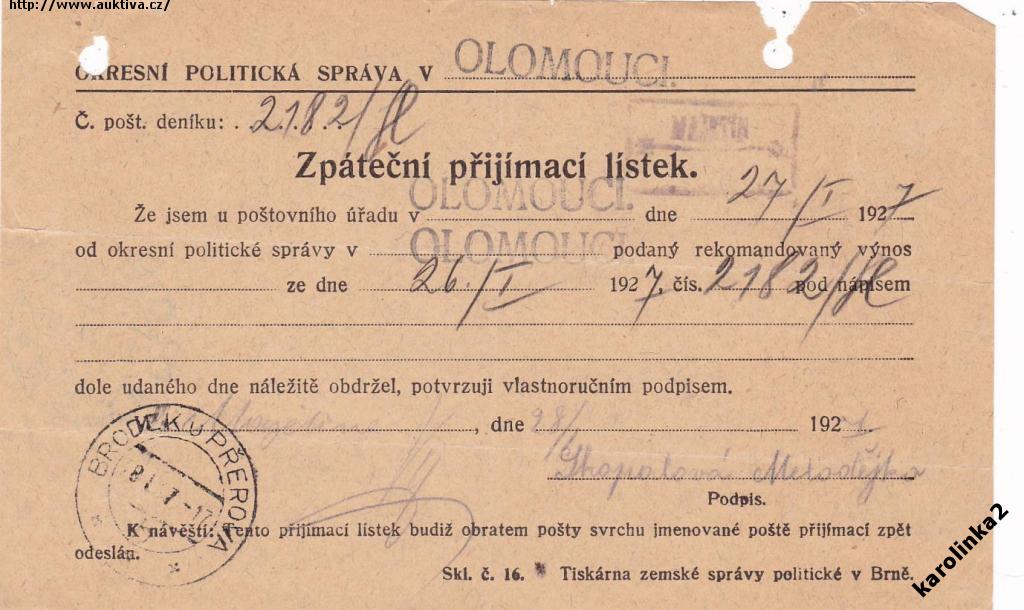 http://www.auktiva.cz/
OKRESNÍ POLITICKÁ SPRÁVA V OLOMOUCI.
Č. pošt. deníku: 2182/H
Zpáteční přijímací lístek.
Že jsem u poštovního úřadu v OLOMOUCI. dne 27/I 1927
od okresní politické správy v OLOMOUCI. podaný rekomandovaný výnos
ze dne 26/I 1927, čís. 2182/H pod nápisem
dole udaného dne náležitě obdržel, potvrzuji vlastnoručním podpisem.
, dne 28/I 192
Metodějka
Podpis.
BRODEK U PŘEROVA
K návěští: Tento přijímací lístek budiž obratem pošty svrchu jmenované poště přijímací zpět
odeslán.
Skl. č. 16. * Tiskárna zemské správy politické v Brně.
karolinka2